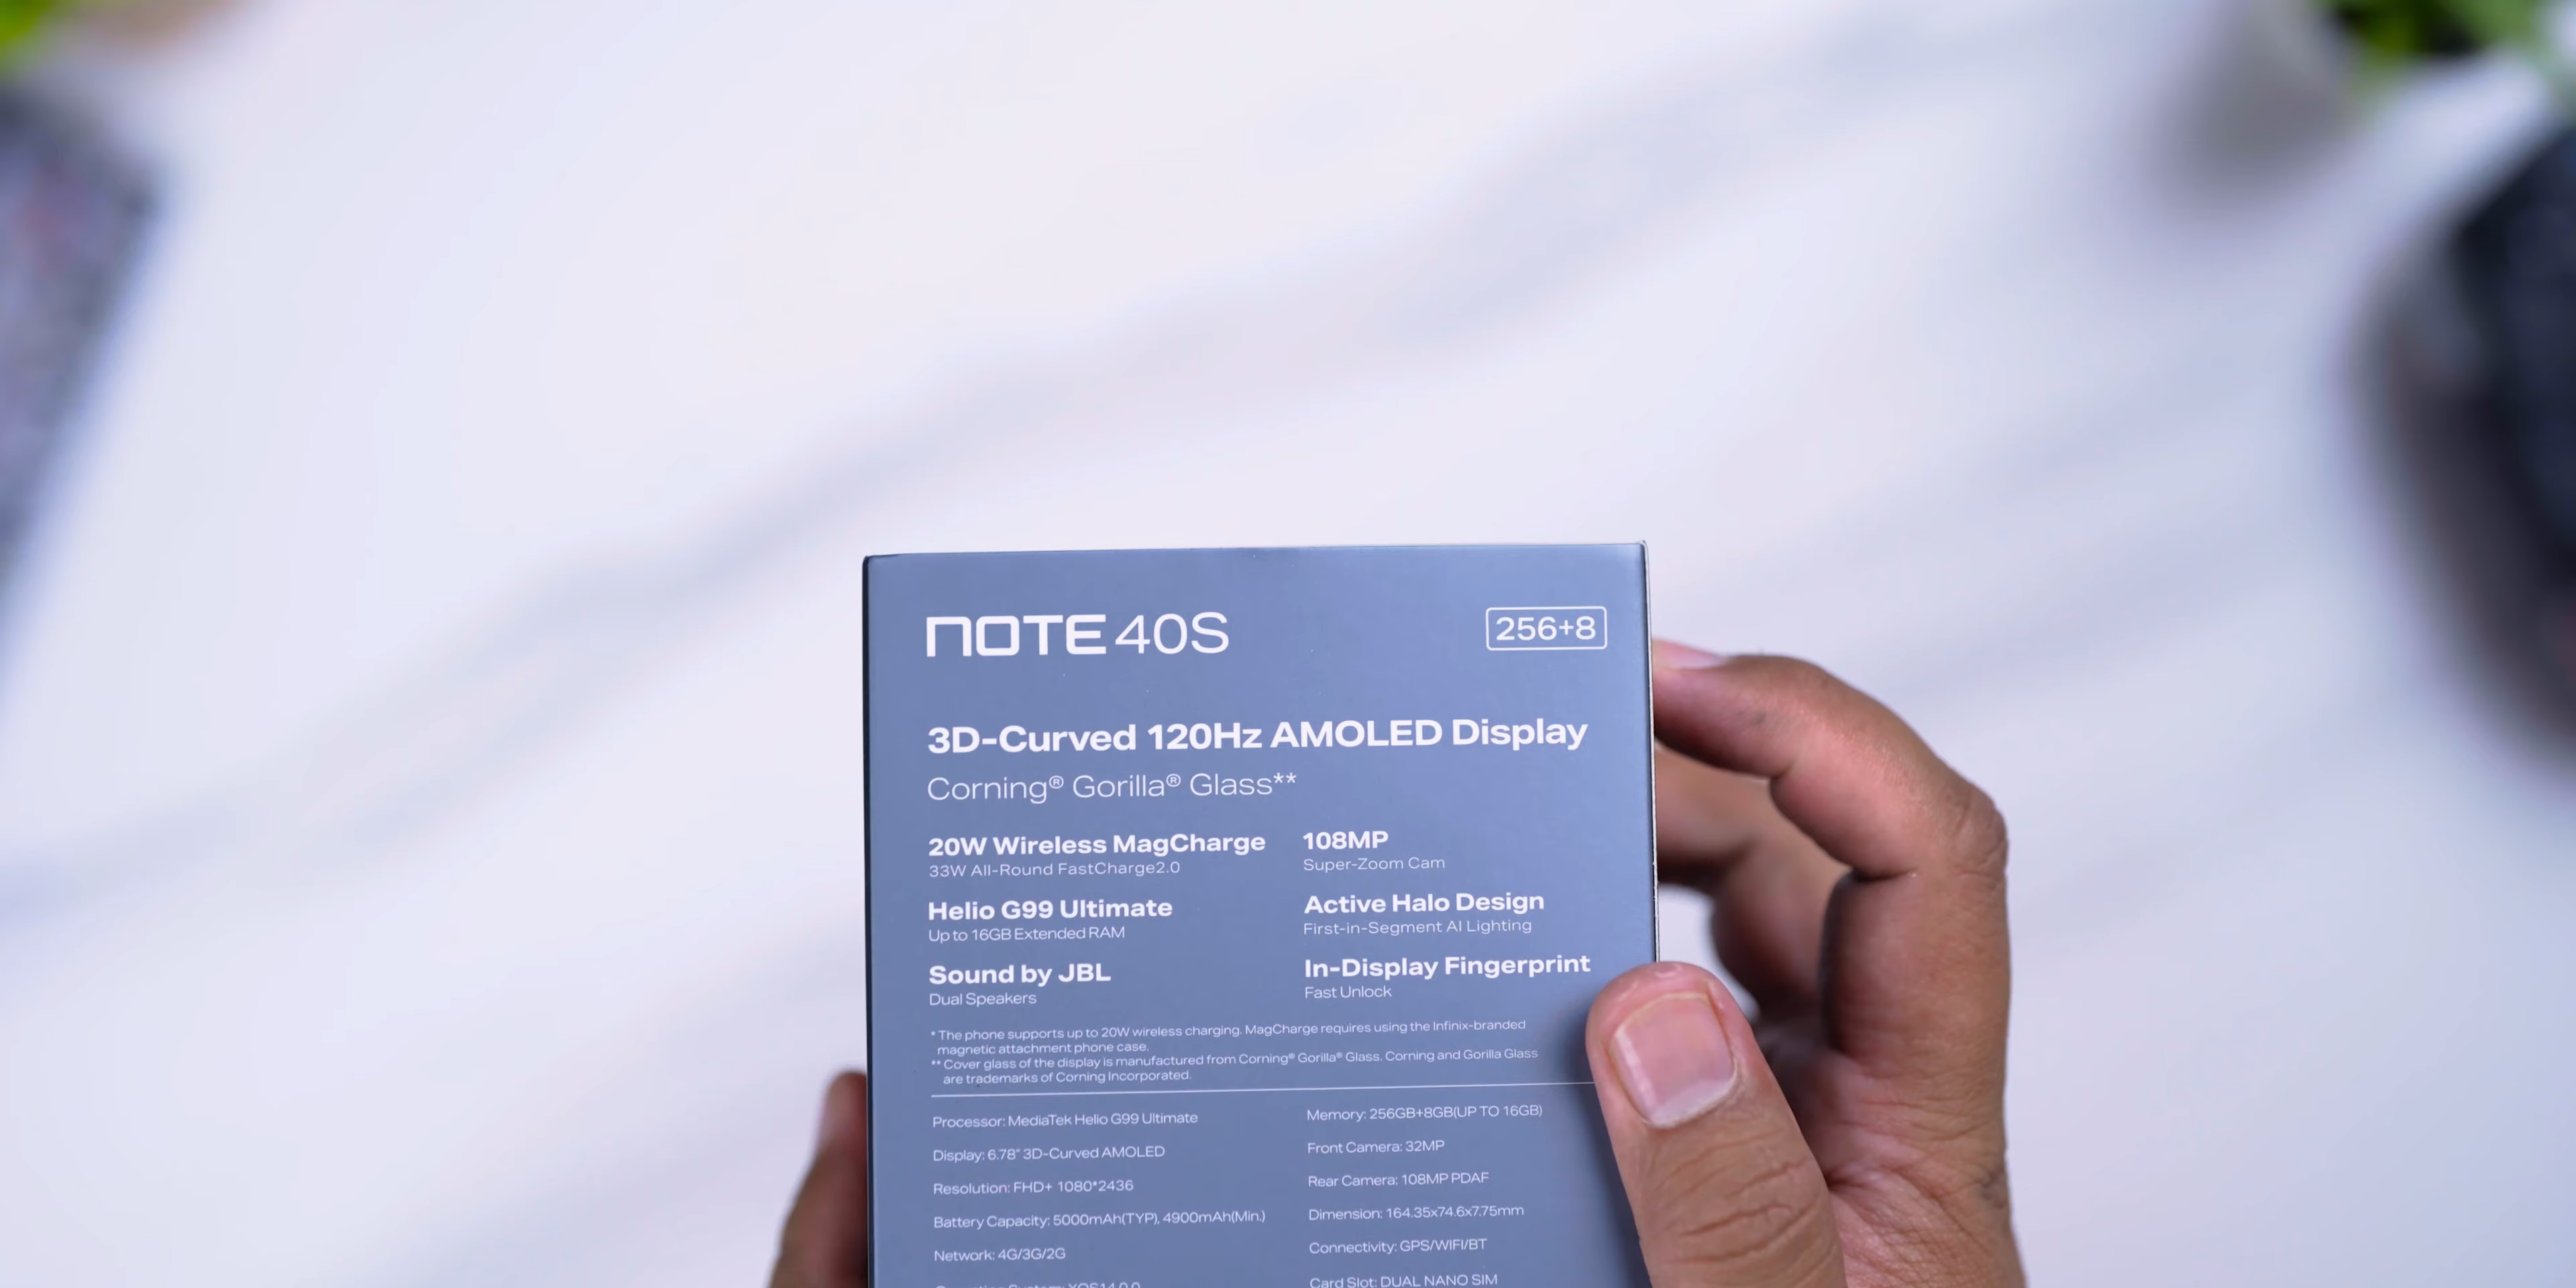 NOTE 40S
256+8
3D-Curved 120Hz AMOLED Display
Corning® Gorilla® Glass**
20W Wireless MagCharge
33W All-Round FastCharge2.0
108MP
Super-Zoom Cam
Helio G99 Ultimate
Up to 16GB Extended RAM
Active Halo Design
First-in-Segment AI Lighting
Sound by JBL
Dual Speakers
In-Display Fingerprint
Fast Unlock
* The phone supports up to 20W wireless charging. MagCharge requires using the Infinix-branded
magnetic attachment phone case.
** Cover glass of the display is manufactured from Corning® Gorilla® Glass. Corning and Gorilla Glass
are trademarks of Corning Incorporated.
Processor: MediaTek Helio G99 Ultimate
Display: 6.78" 3D-Curved AMOLED
Resolution: FHD+ 1080*2436
Battery Capacity: 5000mAh(TYP), 4900mAh(Min.)
Network: 4G/3G/2G
Operating System: XOS14.0.0
Memory: 256GB+8GB(UP TO 16GB)
Front Camera: 32MP
Rear Camera: 108MP PDAF
Dimension: 164.35x74.6x7.75mm
Connectivity: GPS/WIFI/BT
Card Slot: DUAL NANO SIM